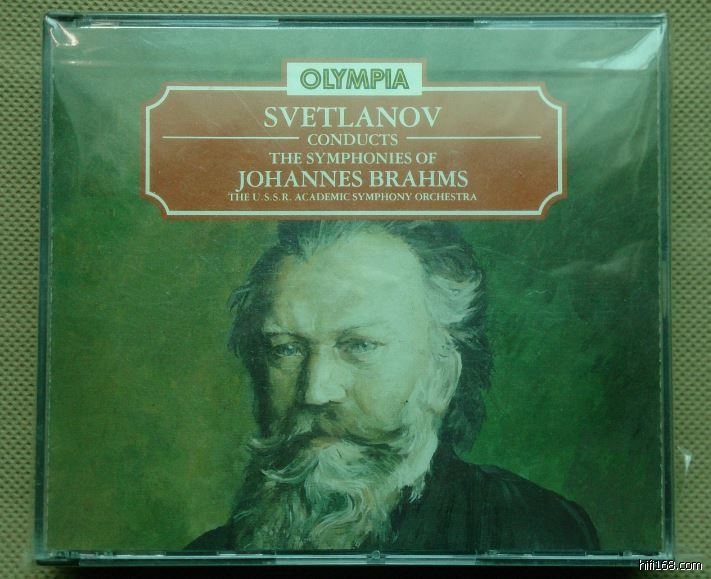 OLYMPIA
SVETLANOV
CONDUCTS
THE SYMPHONIES OF
JOHANNES BRAHMS
THE U.S.S.R. ACADEMIC SYMPHONY ORCHESTRA
hifi168.com